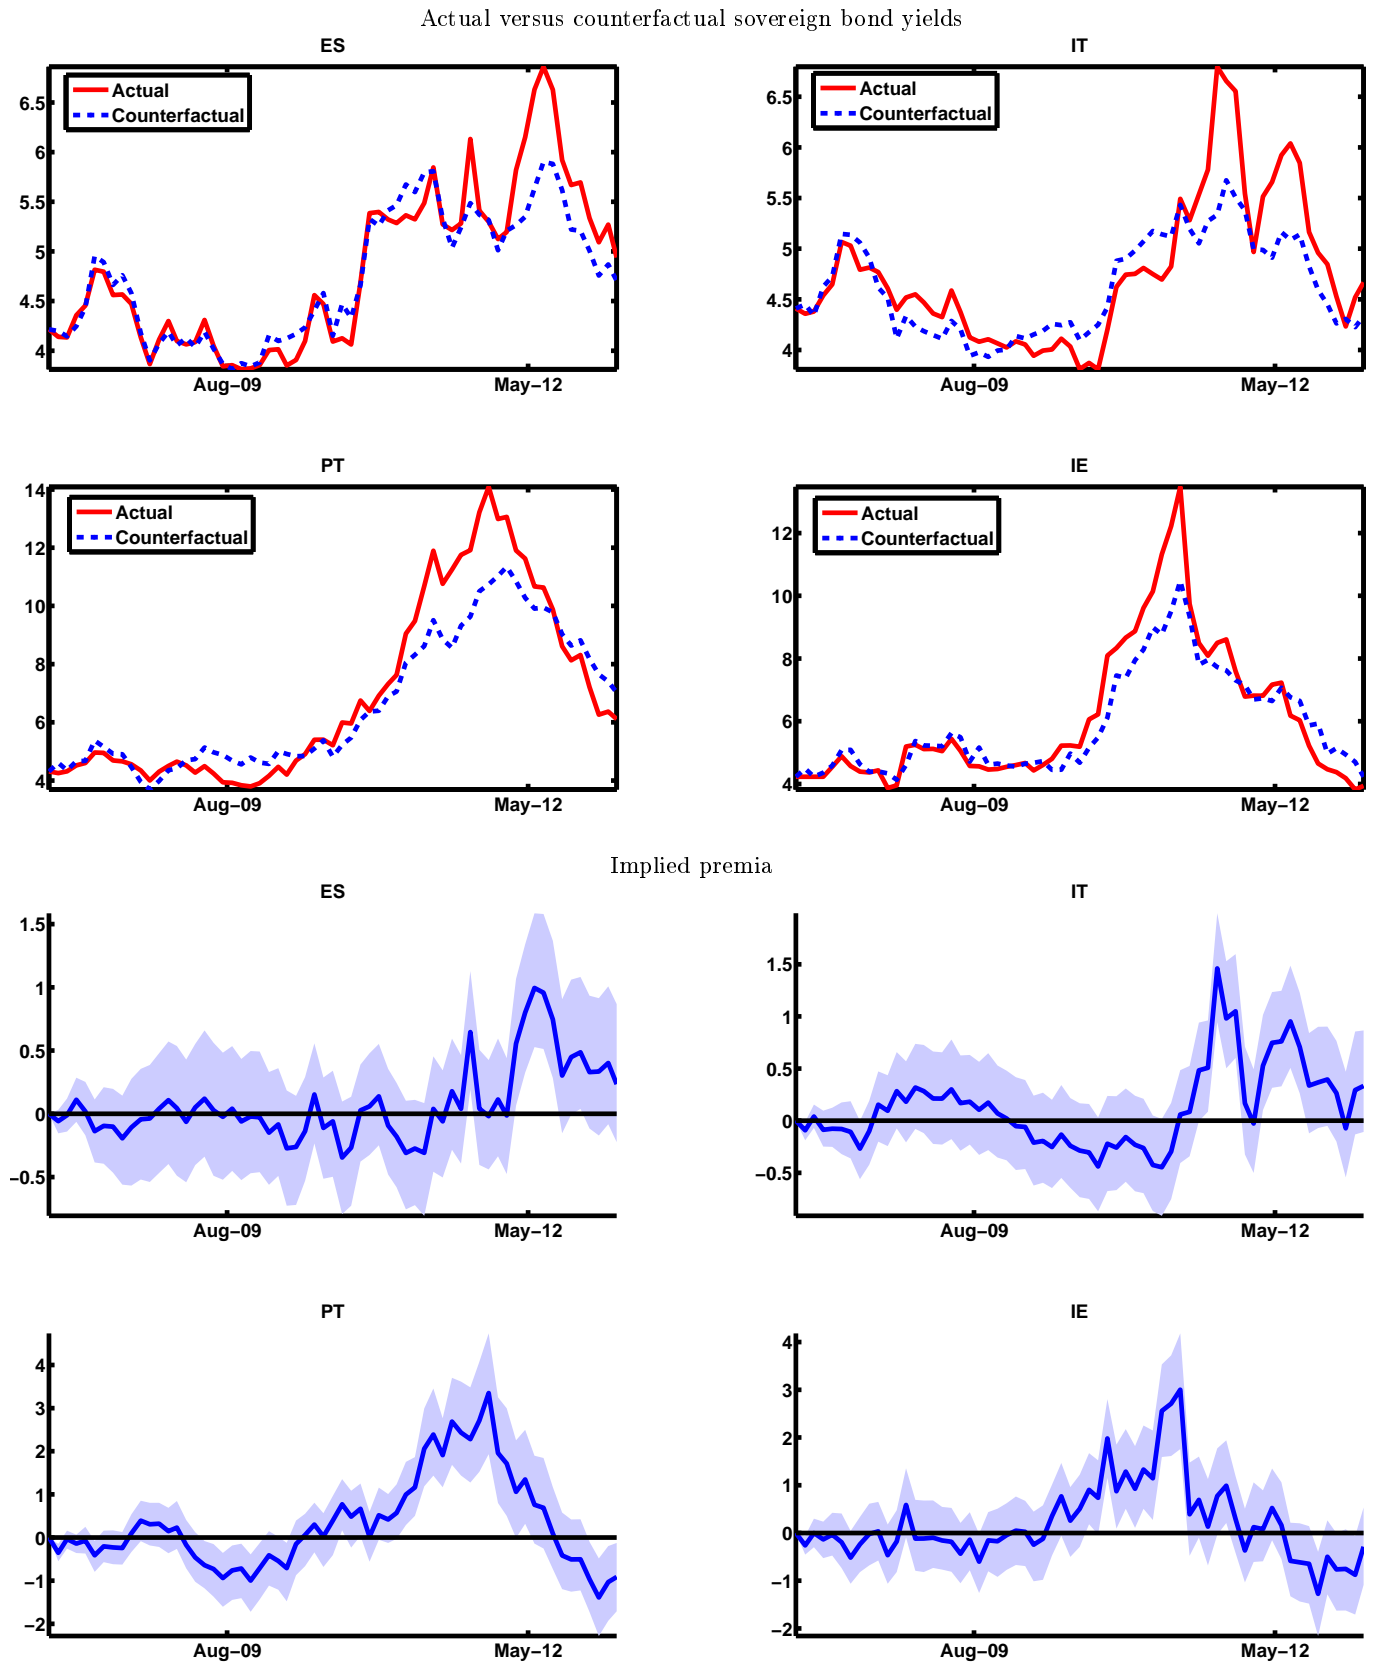 Actual versus counterfactual sovereign bond yields
ES
IT
Actual
Counterfactual
6.5
6
5.5
5
4.5
4
Aug–09
May–12
Actual
Counterfactual
6.5
6
5.5
5
4.5
4
Aug–09
May–12
PT
IE
Actual
Counterfactual
14
12
10
8
6
4
Aug–09
May–12
Actual
Counterfactual
12
10
8
6
4
Aug–09
May–12
Implied premia
ES
IT
1.5
1
0.5
0
–0.5
Aug–09
May–12
1.5
1
0.5
0
–0.5
Aug–09
May–12
PT
IE
4
3
2
1
0
–1
–2
Aug–09
May–12
4
3
2
1
0
–1
–2
Aug–09
May–12